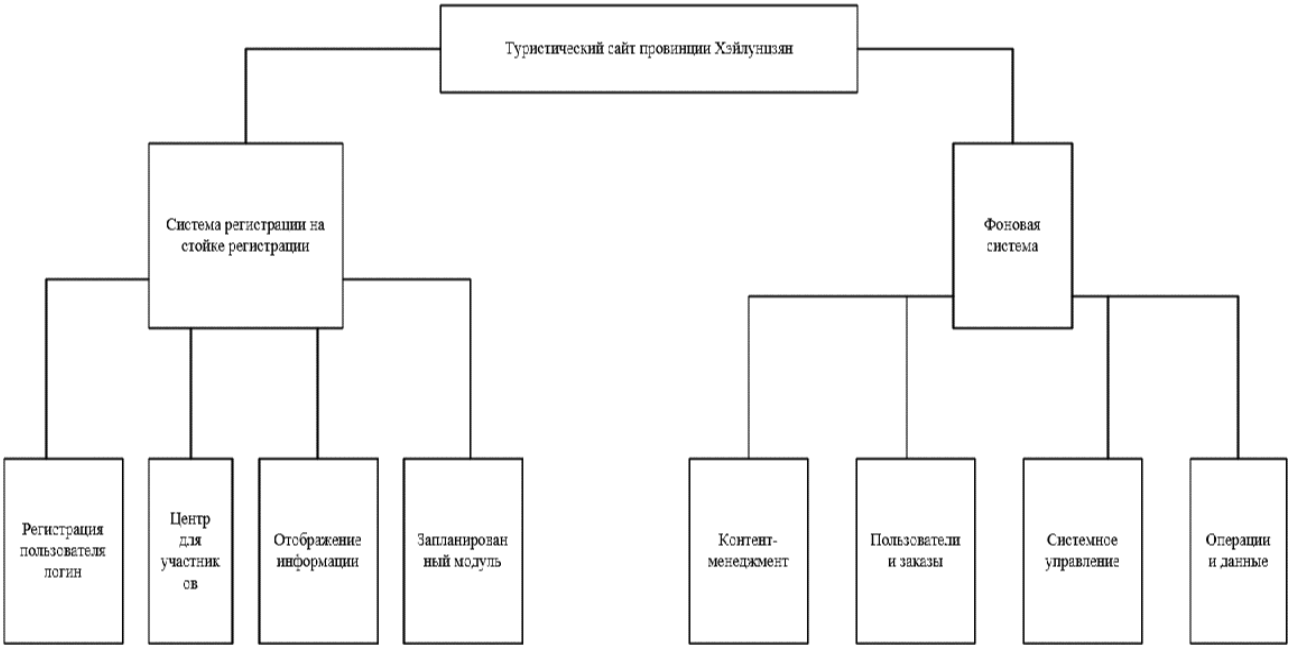 Туристический сайт провинции Хэйлунцзян
Система регистрации на
стойке регистрации
Фоновая
система
Регистрация
пользователя
логин
Центр
для
участник
ов
Отображение
информации
Запланирован
ный модуль
Контент-
менеджмент
Пользователи
и заказы
Системное
управление
Операции
и данные